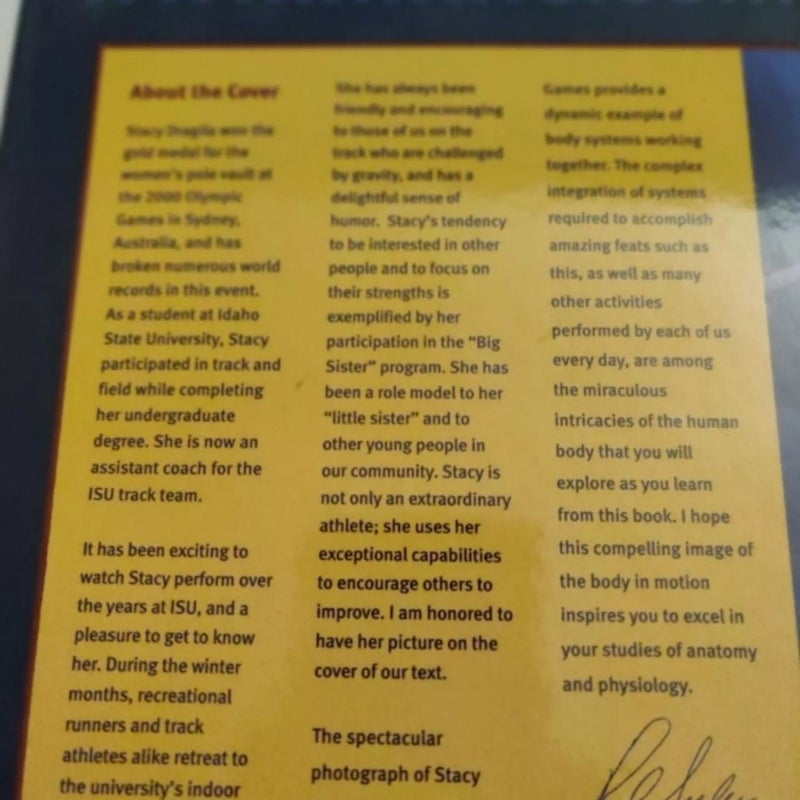 About the Cover
Stacy Dragila won the
gold medal for the
women's pole vault at
the 2000 Olympic
Games in Sydney,
Australia, and has
broken numerous world
records in this event.
As a student at Idaho
State University, Stacy
participated in track and
field while completing
her undergraduate
degree. She is now an
assistant coach for the
ISU track team.
It has been exciting to
watch Stacy perform over
the years at ISU, and a
pleasure to get to know
her. During the winter
months, recreational
runners and track
athletes alike retreat to
the university's indoor
She has always been
friendly and encouraging
to those of us on the
track who are challenged
by gravity, and has a
delightful sense of
humor. Stacy's tendency
to be interested in other
people and to focus on
their strengths is
exemplified by her
participation in the "Big
Sister" program. She has
been a role model to her
"little sister" and to
other young people in
our community. Stacy is
not only an extraordinary
athlete; she uses her
exceptional capabilities
to encourage others to
improve. I am honored to
have her picture on the
cover of our text.
The spectacular
photograph of Stacy
Games provides a
dynamic example of
body systems working
together. The complex
integration of systems
required to accomplish
amazing feats such as
this, as well as many
other activities
performed by each of us
every day, are among
the miraculous
intricacies of the human
body that you will
explore as you learn
from this book. I hope
this compelling image of
the body in motion
inspires you to excel in
your studies of anatomy
and physiology.